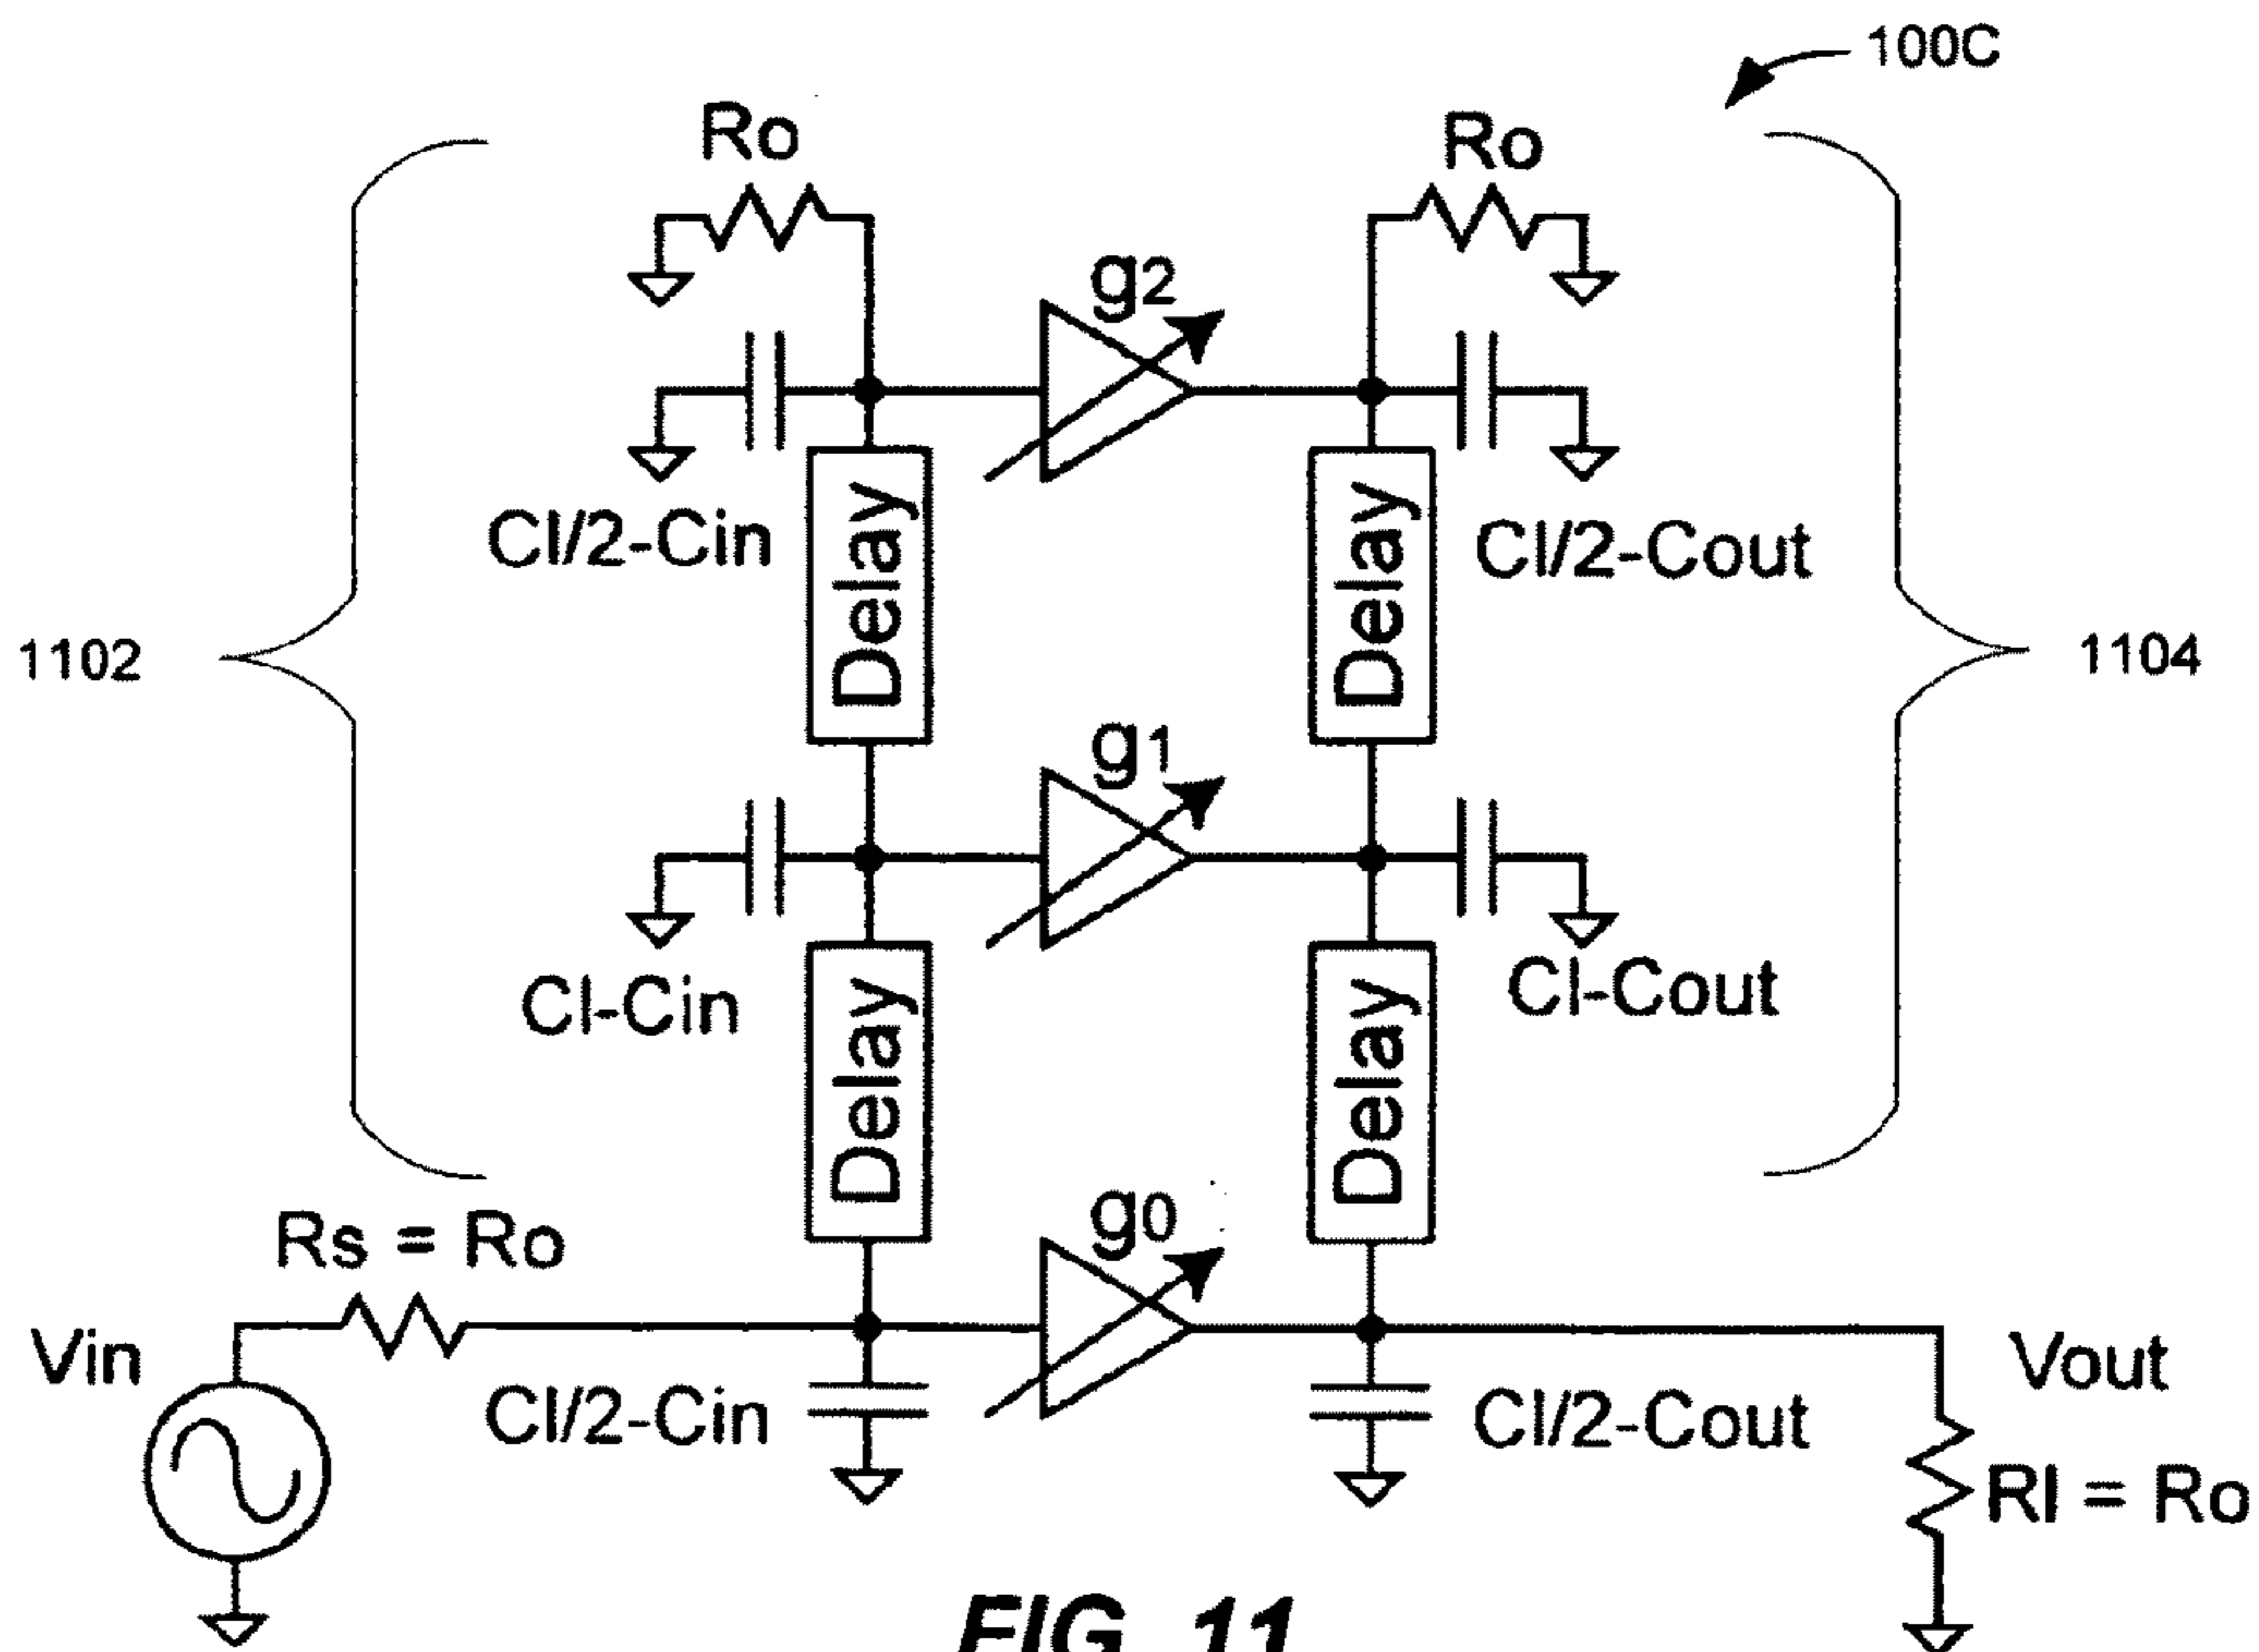 100C
Ro
Ro
g2
Cl/2-Cin
Delay
Delay
Cl/2-Cout
1102
1104
g1
Cl-Cin
Delay
Delay
Cl-Cout
g0
Rs = Ro
Vin
Cl/2-Cin
Cl/2-Cout
Vout
Rl = Ro
FIG. 11